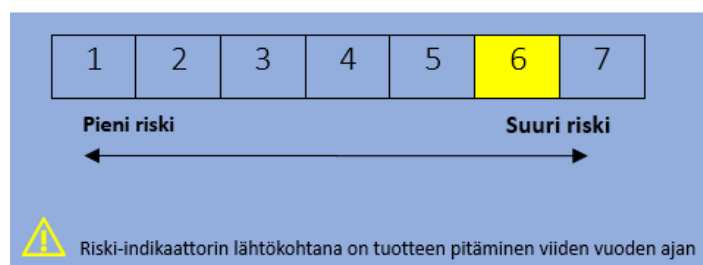 1 2 3 4 5 6 7
Pieni riski Suuri riski
Riski-indikaattorin lähtökohtana on tuotteen pitäminen viiden vuoden ajan